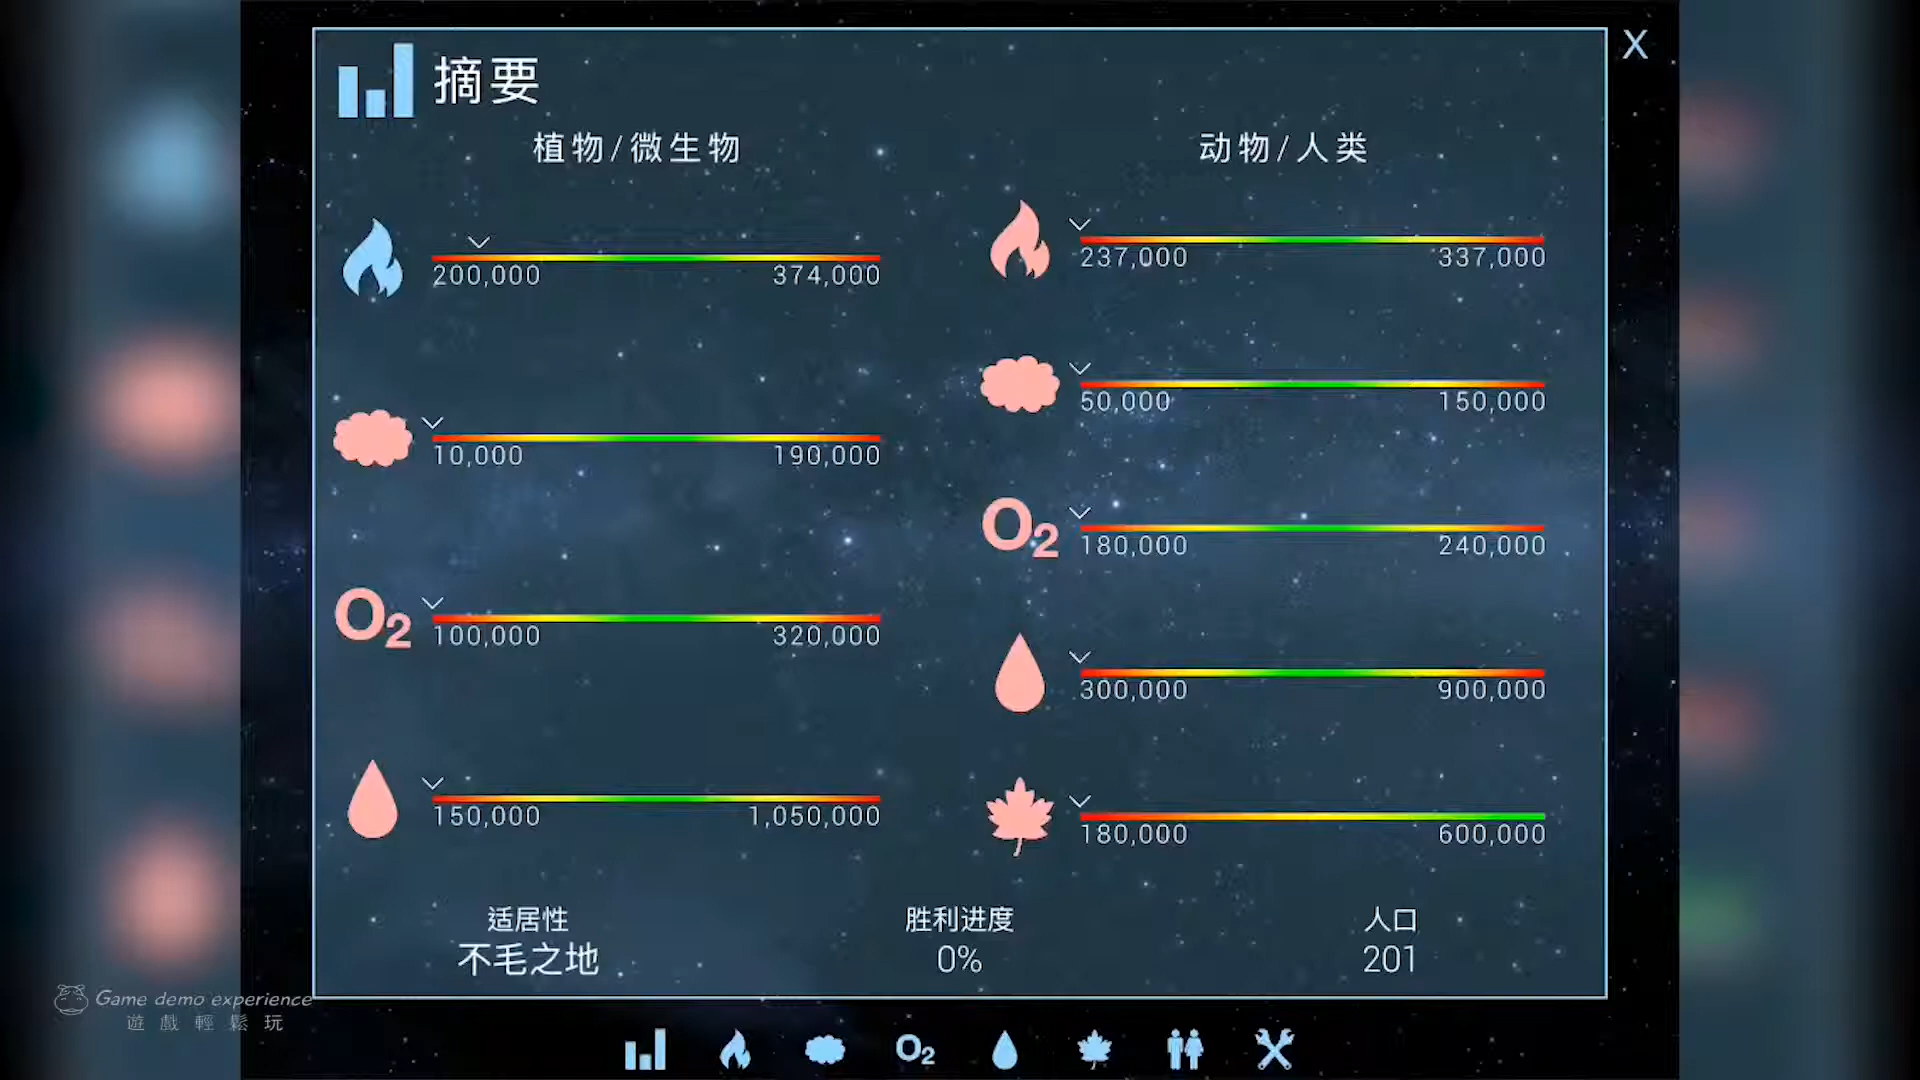 摘要
X
植物/微生物
200,000 374,000
10,000 190,000
O₂
100,000 320,000
150,000 1,050,000
动物/人类
237,000 337,000
50,000 150,000
O₂
180,000 240,000
300,000 900,000
180,000 600,000
适居性
不毛之地
胜利进度
0%
人口
201
Game demo experience
遊戲輕鬆玩
O₂